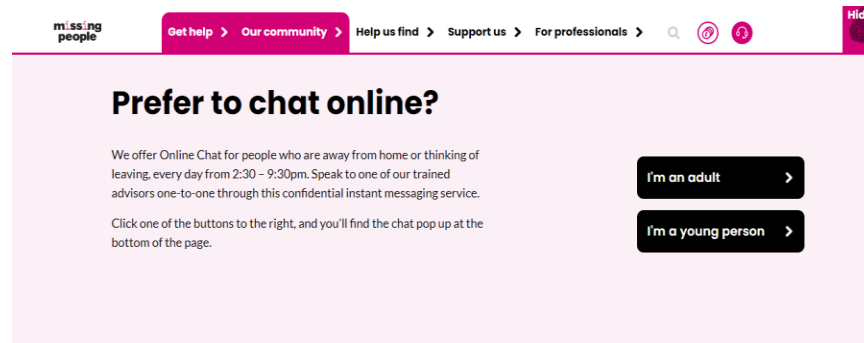 missing
people
Get help
Our community
Help us find
Support us
For professionals
Hid
Prefer to chat online?
We offer Online Chat for people who are away from home or thinking of
leaving, every day from 2:30 – 9:30pm. Speak to one of our trained
advisors one-to-one through this confidential instant messaging service.
Click one of the buttons to the right, and you'll find the chat pop up at the
bottom of the page.
I'm an adult
I'm a young person